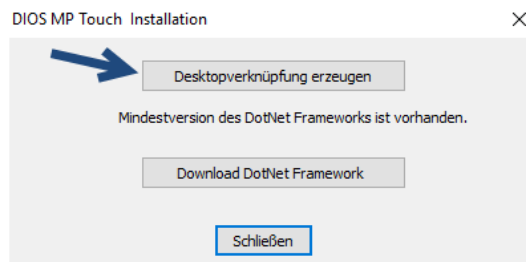 DIOS MP Touch Installation
Desktopverknüpfung erzeugen
Mindestversion des DotNet Frameworks ist vorhanden.
Download DotNet Framework
Schließen